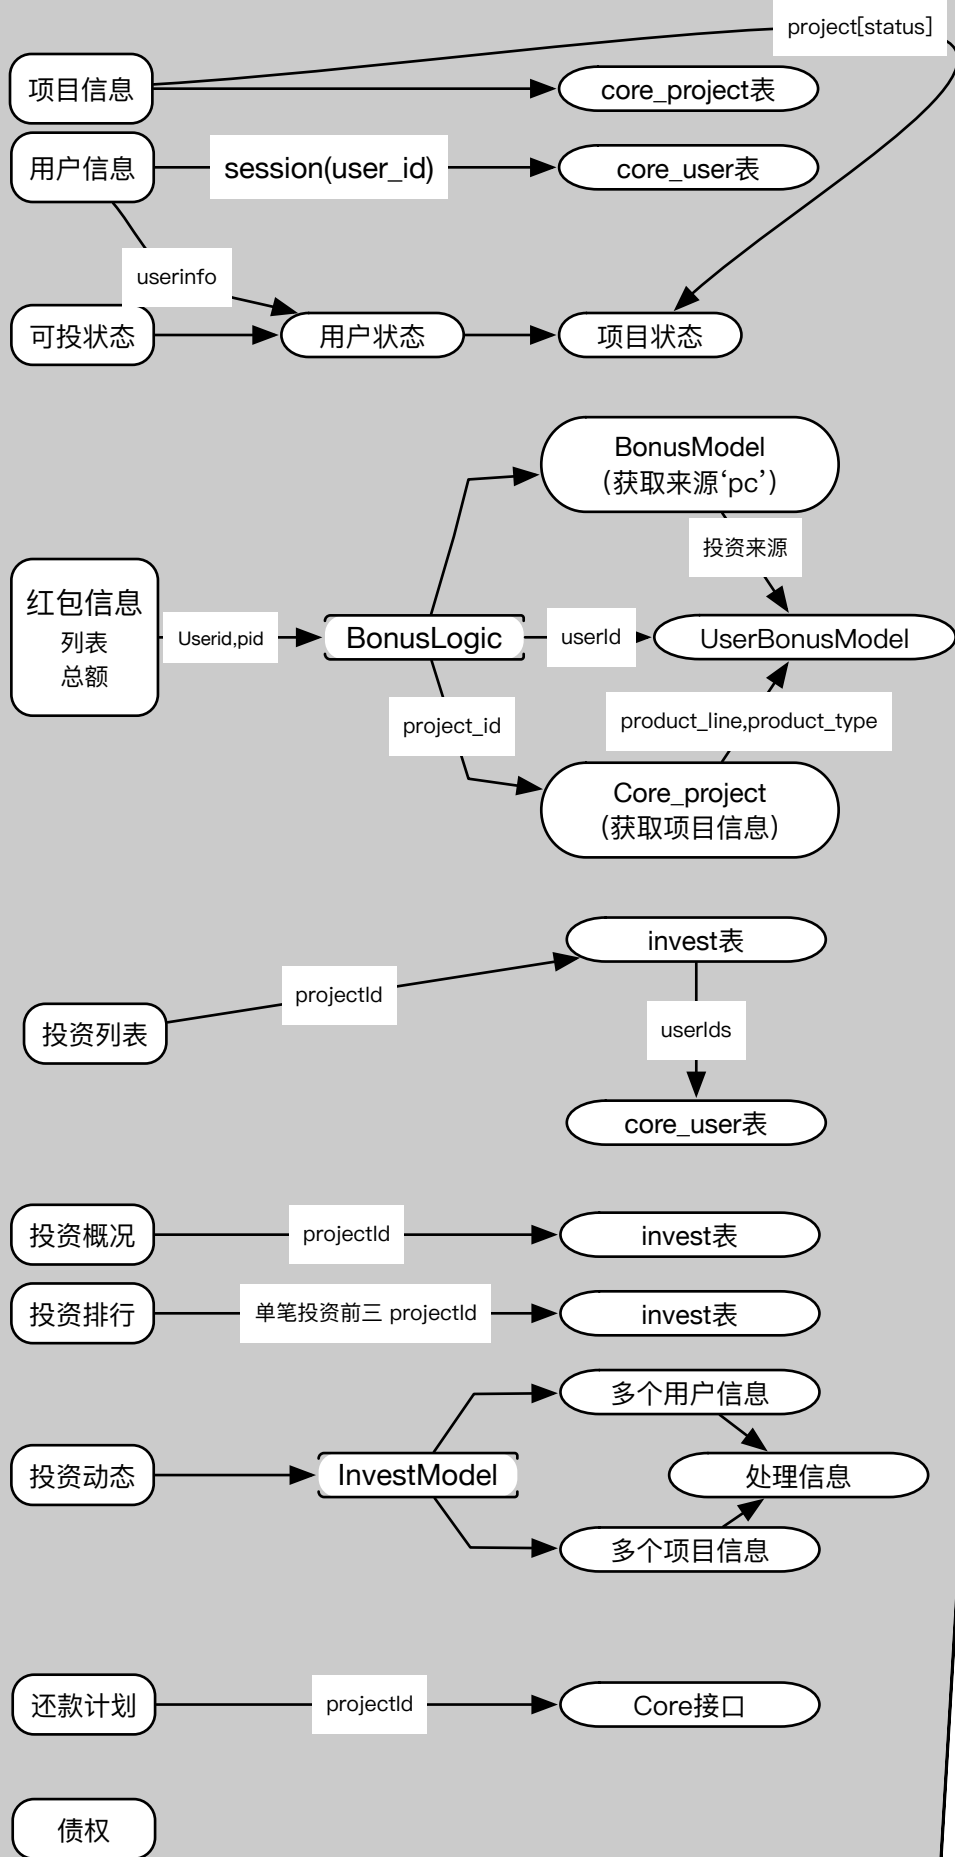 project[status]
项目信息
core_project表
用户信息
session(user_id)
core_user表
userinfo
可投状态
用户状态
项目状态
BonusModel
(获取来源‘pc’)
投资来源
红包信息
列表
总额
Userid,pid
BonusLogic
userId
UserBonusModel
project_id
product_line,product_type
Core_project
(获取项目信息)
invest表
projectId
投资列表
userIds
core_user表
投资概况
projectId
invest表
投资排行
单笔投资前三 projectId
invest表
多个用户信息
投资动态
InvestModel
处理信息
多个项目信息
还款计划
projectId
Core接口
债权